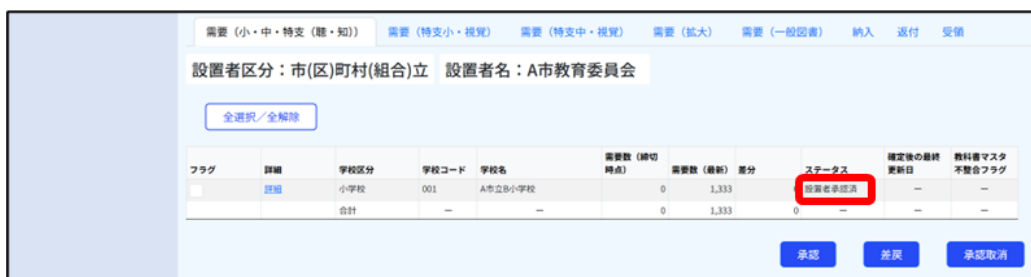 需要（小・中・特支（聴・知）） 需要（特支小・視覚） 需要（特支中・視覚） 需要（拡大） 需要（一般図書） 納入 返付 受領
設置者区分：市(区)町村(組合)立 設置者名：A市教育委員会
全選択／全解除
フラグ 詳細 学校区分 学校コード 学校名 需要数（締切時点） 需要数（最新） 差分 ステータス 確定後の最終更新日 教科書マスタ不整合フラグ
詳細 小学校 001 A市立B小学校 0 1,333 設置者承認済 － －
合計 － － 0 1,333 0 － － －
承認 差戻 承認取消